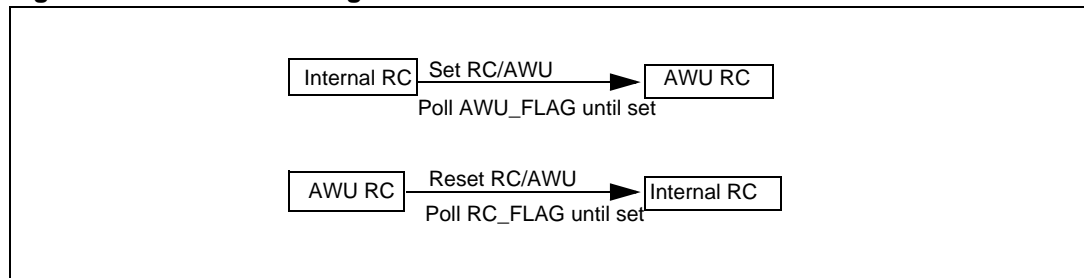 Internal RC Set RC/AWU AWU RC
Poll AWU_FLAG until set
AWU RC Reset RC/AWU Internal RC
Poll RC_FLAG until set